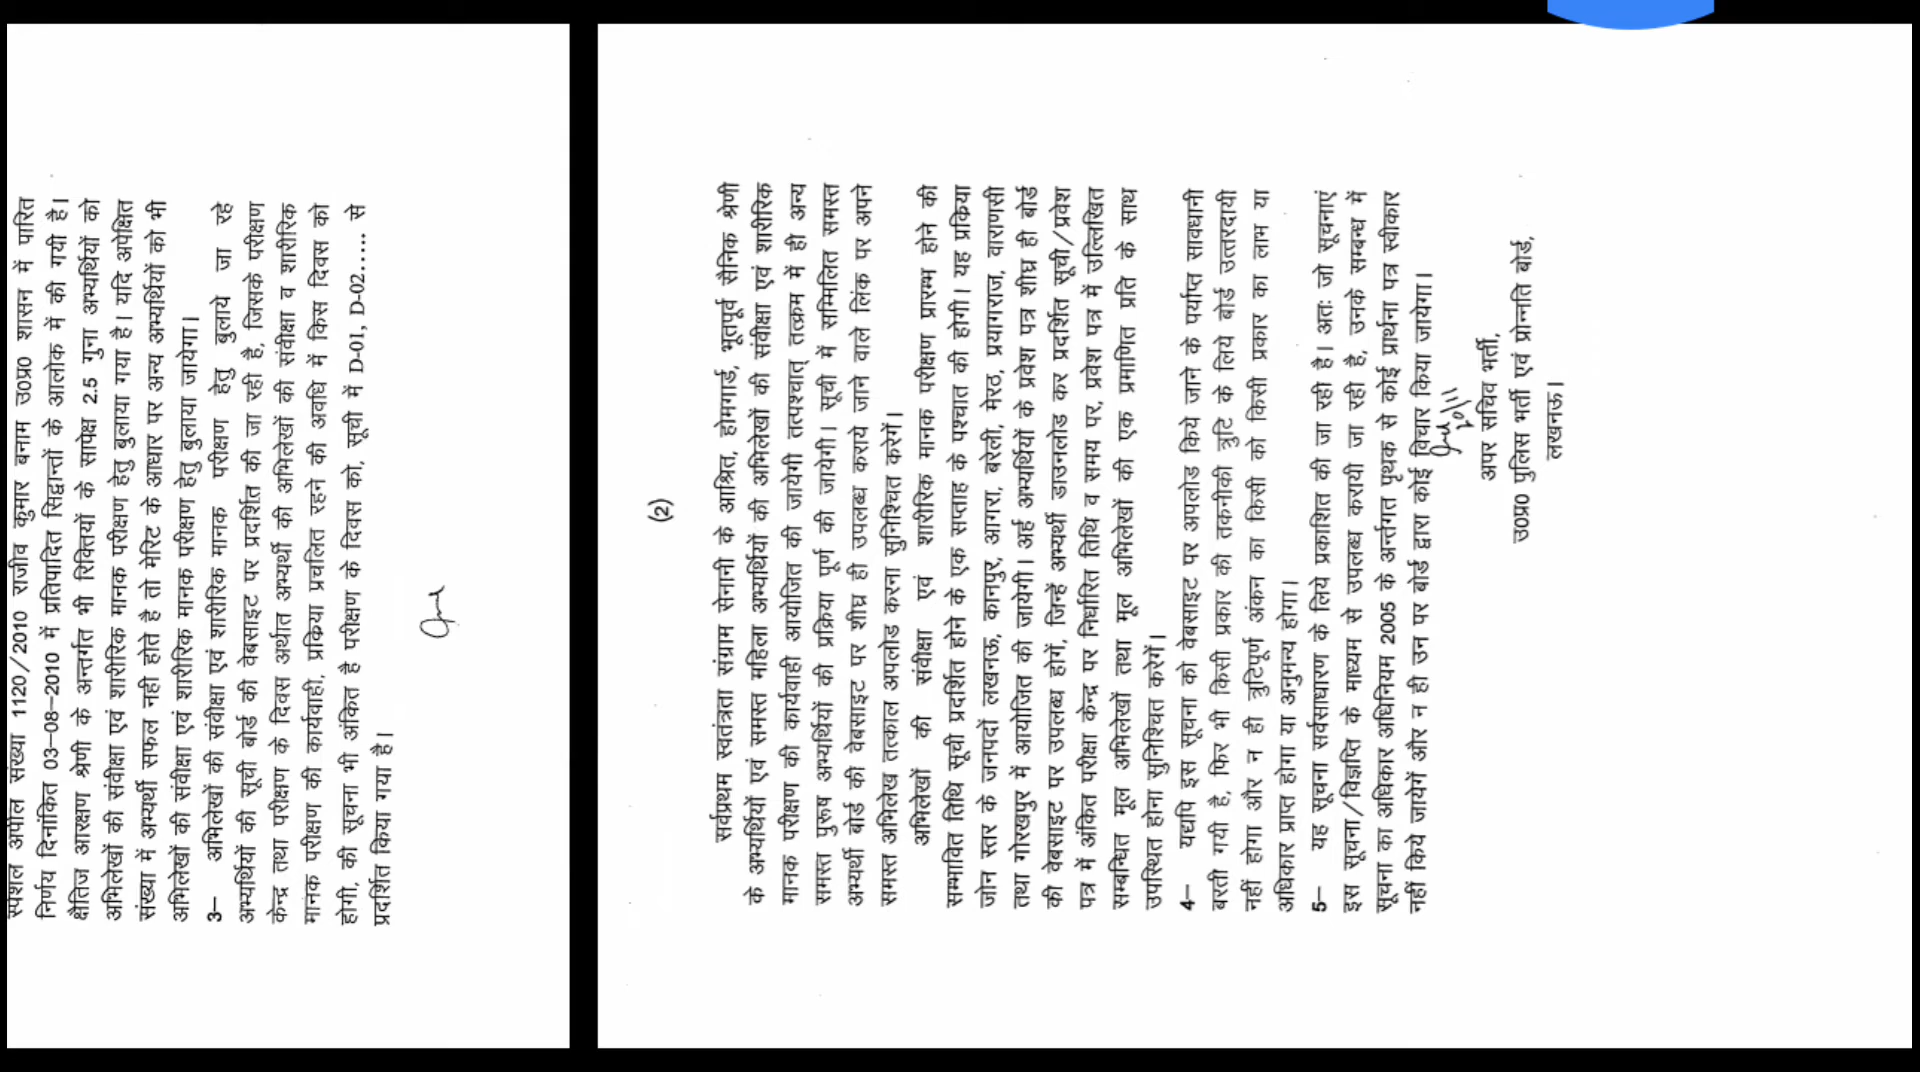 स्पेशल अपील संख्या 1120/2010 राजीव कुमार बनाम उ0प्र0 शासन में पारित
निर्णय दिनांकित 03-08-2010 में प्रतिपादित सिद्वान्तों के आलोक में की गयी है।
क्षैतिज आरक्षण श्रेणी के अन्तर्गत भी रिक्तियों के सापेक्ष 2.5 गुना अभ्यर्थियों को
अभिलेखों की संवीक्षा एवं शारीरिक मानक परीक्षण हेतु बुलाया गया है। यदि अपेक्षित
संख्या में अभ्यर्थी सफल नही होते है तो मेरिट के आधार पर अन्य अभ्यर्थियों को भी
अभिलेखों की संवीक्षा एवं शारीरिक मानक परीक्षण हेतु बुलाया जायेगा।
3— अभिलेखों की संवीक्षा एवं शारीरिक मानक परीक्षण हेतु बुलाये जा रहे
अभ्यर्थियों की सूची बोर्ड की वेबसाइट पर प्रदर्शित की जा रही है, जिसके परीक्षण
केन्द्र तथा परीक्षण के दिवस अर्थात अभ्यर्थी की अभिलेखों की संवीक्षा व शारीरिक
मानक परीक्षण की कार्यवाही, प्रकिया प्रचलित रहने की अवधि में किस दिवस को
होगी, की सूचना भी अंकित है परीक्षण के दिवस को, सूची में D-01, D-02..... से
प्रदर्शित किया गया है।
(2)
सर्वप्रथम स्वतंत्रता संग्राम सेनानी के आश्रित, होमगार्ड, भूतपूर्व सैनिक श्रेणी
के अभ्यर्थियों एवं समस्त महिला अभ्यर्थियों की अभिलेखों की संवीक्षा एवं शारीरिक
मानक परीक्षण की कार्यवाही आयोजित की जायेगी तत्पश्चात् तत्क्रम में ही अन्य
समस्त पुरूष अभ्यर्थियों की प्रक्रिया पूर्ण की जायेगी। सूची में सम्मिलित समस्त
अभ्यर्थी बोर्ड की वेबसाइट पर शीघ्र ही उपलब्ध कराये जाने वाले लिंक पर अपने
समस्त अभिलेख तत्काल अपलोड करना सुनिश्चित करेगें।
अभिलेखों की संवीक्षा एवं शारीरिक मानक परीक्षण प्रारम्भ होने की
सम्भावित तिथि सूची प्रदर्शित होने के एक सप्ताह के पश्चात की होगी। यह प्रकिया
जोन स्तर के जनपदों लखनऊ, कानपुर, आगरा, बरेली, मेरठ, प्रयागराज, वाराणसी
तथा गोरखपुर में आयोजित की जायेगी। अर्ह अभ्यर्थियों के प्रवेश पत्र शीघ्र ही बोर्ड
की वेबसाइट पर उपलब्ध होगें, जिन्हें अभ्यर्थी डाउनलोड कर प्रदर्शित सूची/प्रवेश
पत्र में अंकित परीक्षा केन्द्र पर निर्धारित तिथि व समय पर, प्रवेश पत्र में उल्लिखित
सम्बन्धित मूल अभिलेखों तथा मूल अभिलेखों की एक प्रमाणित प्रति के साथ
उपस्थित होना सुनिश्चित करेगें।
4— यद्यपि इस सूचना को वेबसाइट पर अपलोड किये जाने के पर्याप्त सावधानी
बरती गयी है, फिर भी किसी प्रकार की तकनीकी त्रुटि के लिये बोर्ड उत्तरदायी
नहीं होगा और न ही त्रुटिपूर्ण अंकन का किसी को किसी प्रकार का लाभ या
अधिकार प्राप्त होगा या अनुमन्य होगा।
5— यह सूचना सर्वसाधारण के लिये प्रकाशित की जा रही है। अतः जो सूचनाएं
इस सूचना/विज्ञप्ति के माध्यम से उपलब्ध करायी जा रही है, उनके सम्बन्ध में
सूचना का अधिकार अधिनियम 2005 के अर्न्तगत पृथक से कोई प्रार्थना पत्र स्वीकार
नहीं किये जायेगें और न ही उन पर बोर्ड द्वारा कोई विचार किया जायेगा।
अपर सचिव भर्ती,
उ0प्र0 पुलिस भर्ती एवं प्रोन्नति बोर्ड,
लखनऊ।